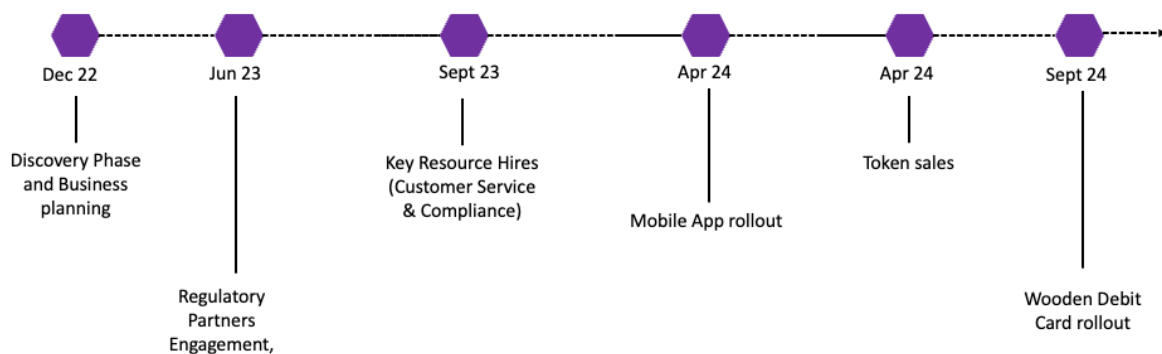 Dec 22
Jun 23
Sept 23
Apr 24
Apr 24
Sept 24
Discovery Phase
and Business
planning
Regulatory
Partners
Engagement,
Key Resource Hires
(Customer Service
& Compliance)
Mobile App rollout
Token sales
Wooden Debit
Card rollout